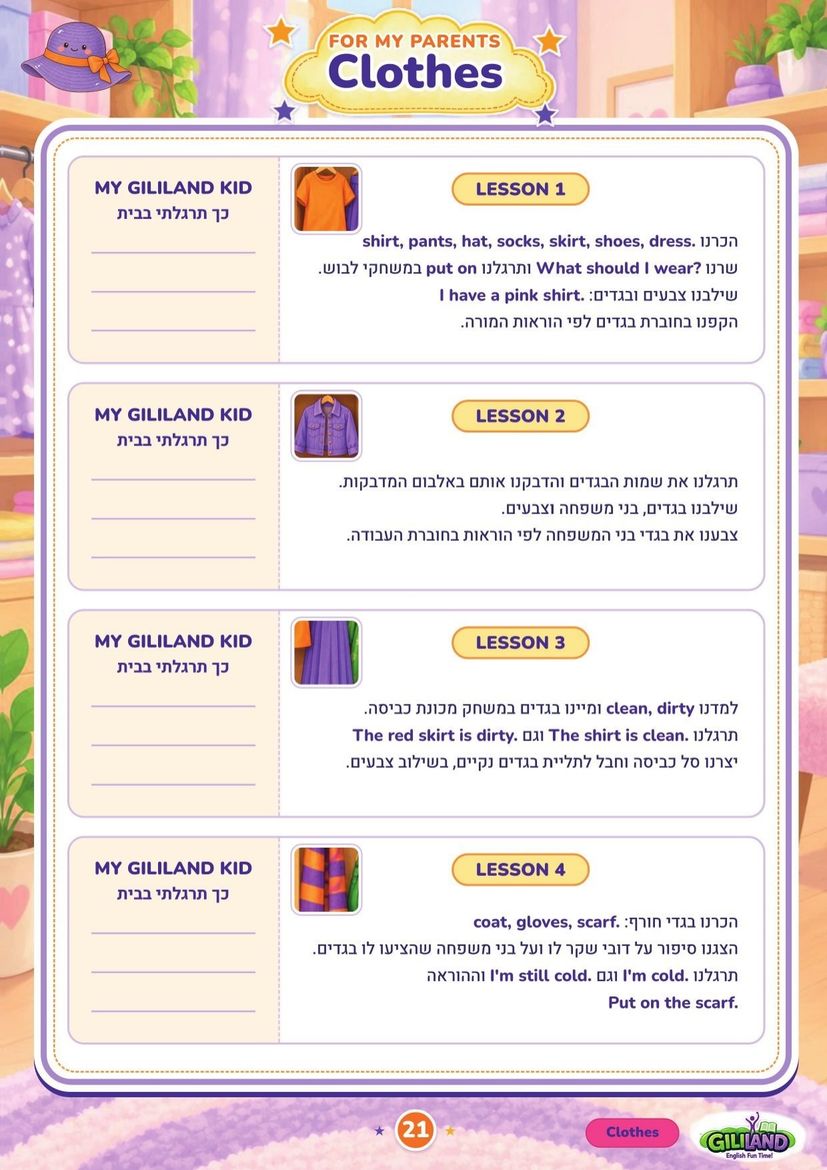 FOR MY PARENTS
Clothes
MY GILILAND KID
כך תרגלתי בבית
LESSON 1
הכרנו shirt, pants, hat, socks, skirt, shoes, dress.
שרנו What should I wear? ותרגלנו put on במשחקי לבוש.
שילבנו צבעים ובגדים: I have a pink shirt.
הקפנו בחוברת בגדים לפי הוראות המורה.
MY GILILAND KID
כך תרגלתי בבית
LESSON 2
תרגלנו את שמות הבגדים והדבקנו אותם באלבום המדבקות.
שילבנו בגדים, בני משפחה וצבעים.
צבענו את בגדי בני המשפחה לפי הוראות בחוברת העבודה.
MY GILILAND KID
כך תרגלתי בבית
LESSON 3
למדנו clean, dirty ומיינו בגדים במשחק מכונת כביסה.
תרגלנו The shirt is clean. וגם The red skirt is dirty.
יצרנו סל כביסה וחבל לתליית בגדים נקיים, בשילוב צבעים.
MY GILILAND KID
כך תרגלתי בבית
LESSON 4
הכרנו בגדי חורף: coat, gloves, scarf.
הצגנו סיפור על דובי שקר לו ועל בני משפחה שהציעו לו בגדים.
תרגלנו I'm cold. וגם I'm still cold. וההוראה
Put on the scarf.
21
Clothes
GILILAND
English Fun Time!